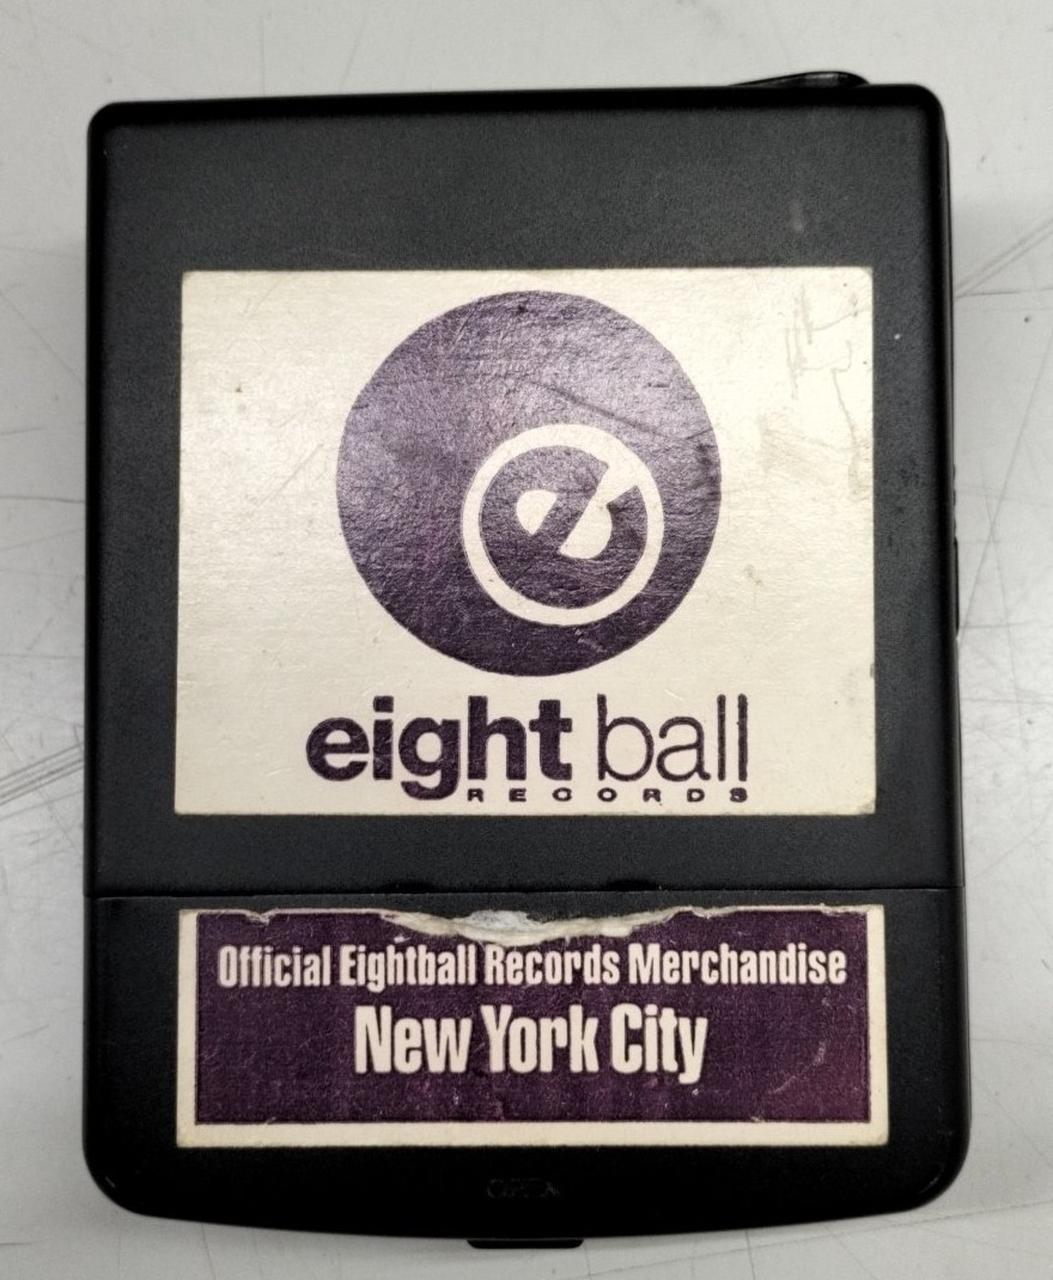 e
eight ball
RECORDS
Official Eightball Records Merchandise
New York City